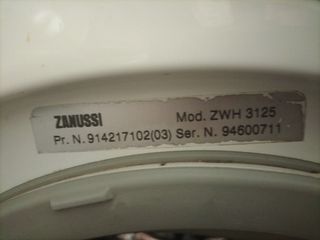 ZANUSSI Mod. ZWH 3125
Pr. N. 914217102(03) Ser. N. 94600711